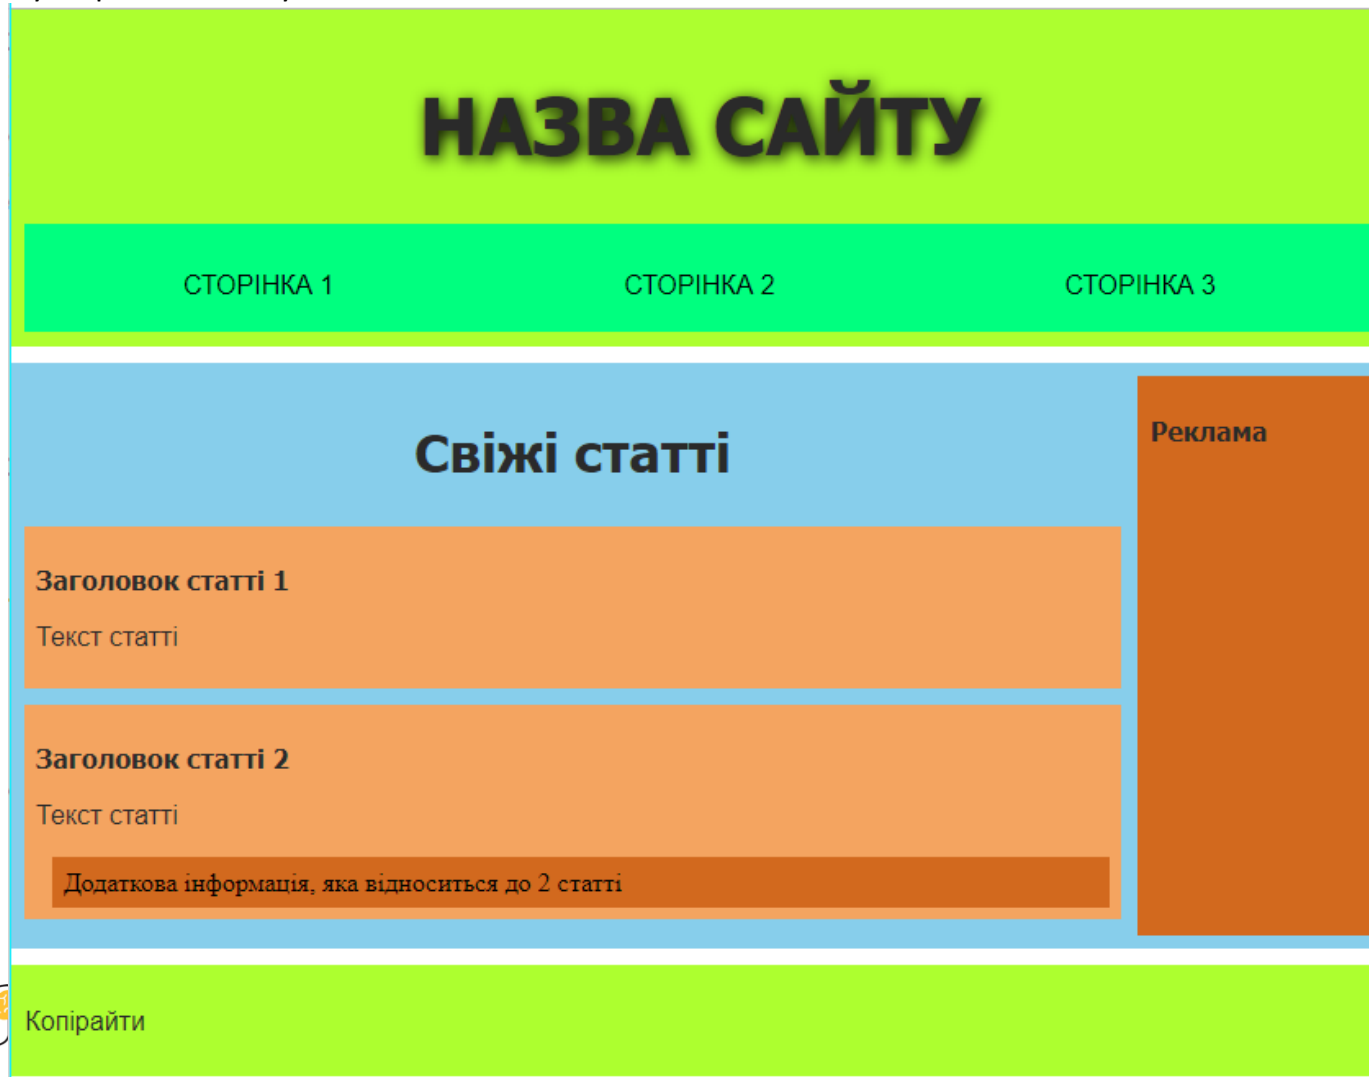 НАЗВА САЙТУ
СТОРІНКА 1 СТОРІНКА 2 СТОРІНКА 3
Свіжі статті
Реклама
Заголовок статті 1
Текст статті
Заголовок статті 2
Текст статті
Додаткова інформація, яка відноситься до 2 статті
Копірайти